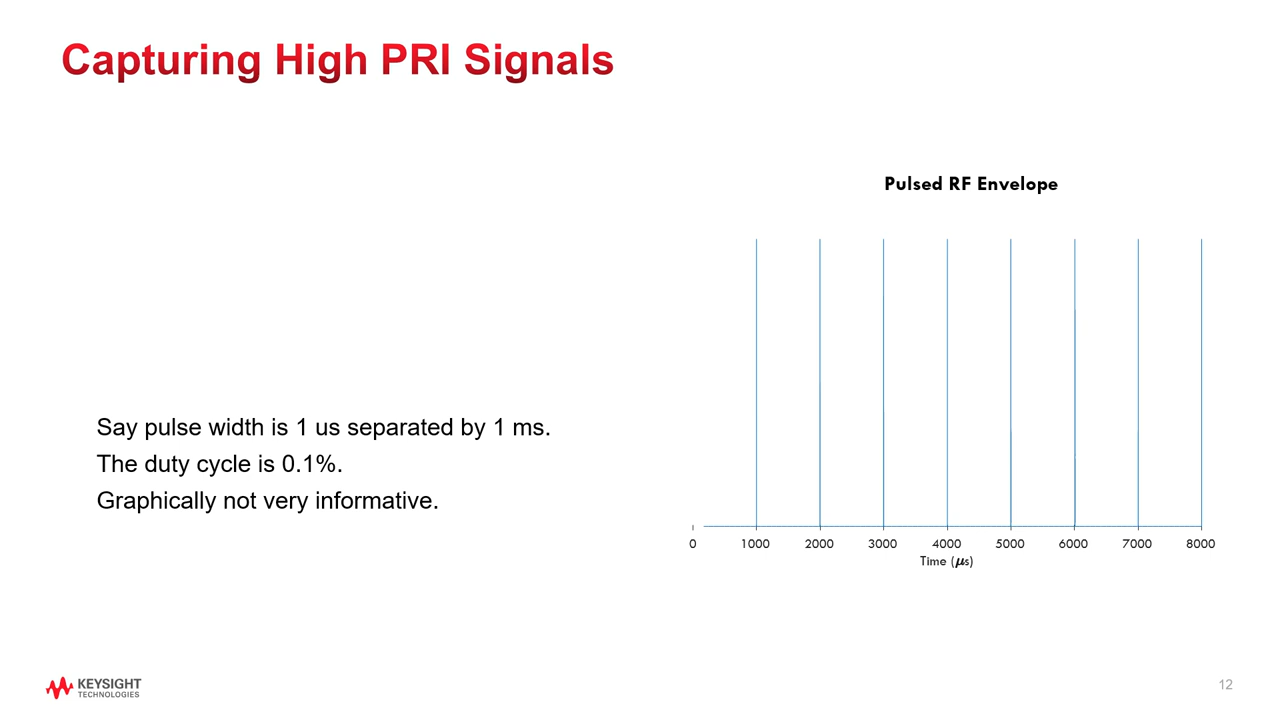 Capturing High PRI Signals
Pulsed RF Envelope
Say pulse width is 1 us separated by 1 ms.
The duty cycle is 0.1%.
Graphically not very informative.
0 1000 2000 3000 4000 5000 6000 7000 8000
Time (μs)
KEYSIGHT
TECHNOLOGIES
12